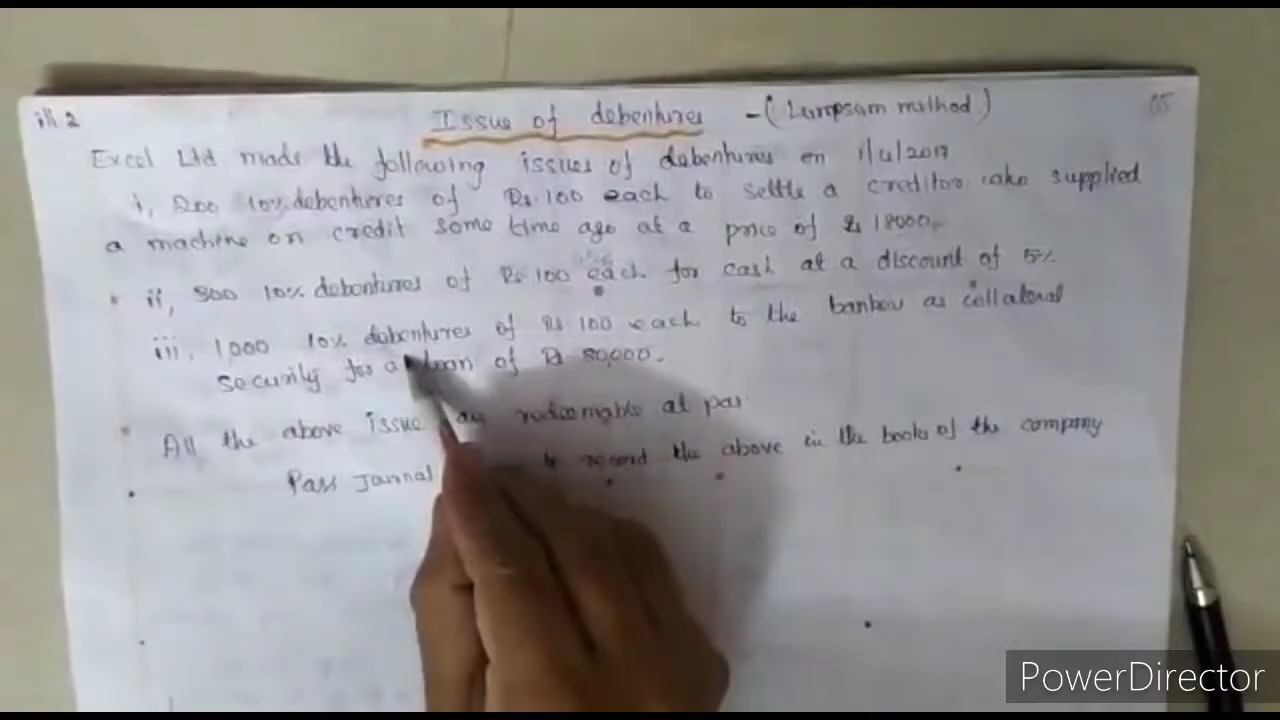 ill 2
Issue of debentures - (Lumpsum method)
05
Excel Ltd made the following issues of debentures on 1/4/2017
i, 200 10% debentures of Rs.100 each to settle a creditor who supplied
a machine on credit some time ago at a price of Rs 18000.
ii, 300 10% debentures of Rs 100 each for cash at a discount of 5%
iii, 1,000 10% debentures of Rs 100 each to the banker as collateral
security for a loan of Rs 80,000.
All the above issue are redeemable at par
Pass Journal to record the above in the books of the company
PowerDirector